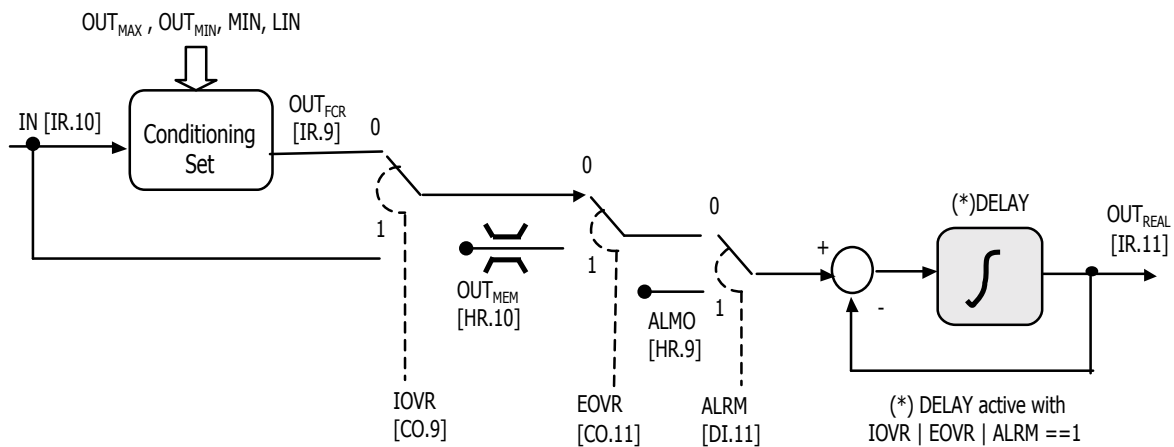 OUTMAX , OUTMIN, MIN, LIN
IN [IR.10]
Conditioning
Set
OUTFCR
[IR.9]
0
1
0
1
0
1
OUTMEM
[HR.10]
ALMO
[HR.9]
IOVR
[CO.9]
EOVR
[CO.11]
ALRM
[DI.11]
+
-
(*)DELAY
∫
OUTREAL
[IR.11]
(*) DELAY active with
IOVR | EOVR | ALRM ==1